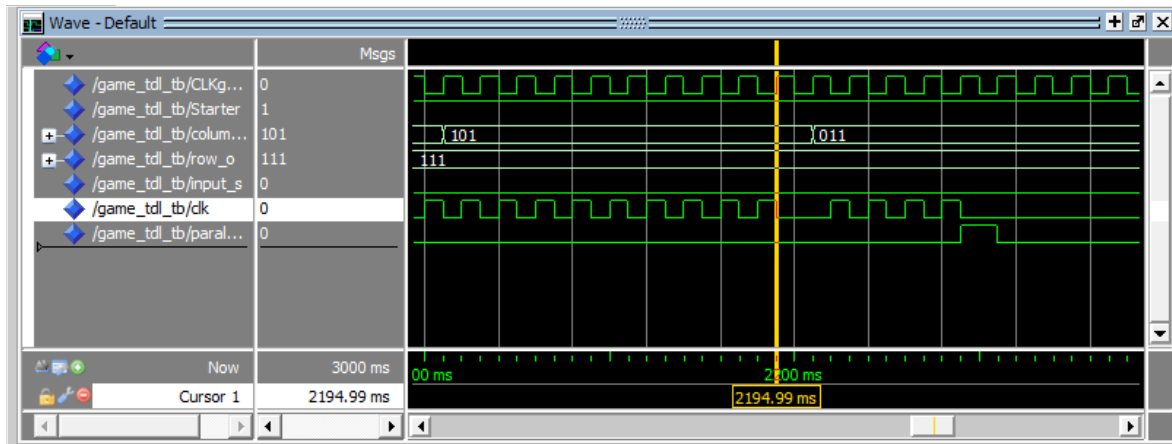 Wave - Default
Msgs
/game_tdl_tb/CLKg... 0
/game_tdl_tb/Starter 1
/game_tdl_tb/colum... 101 101 011
/game_tdl_tb/row_o 111 111
/game_tdl_tb/input_s 0
/game_tdl_tb/clk 0
/game_tdl_tb/paral... 0
Now 3000 ms 00 ms 2200 ms
Cursor 1 2194.99 ms 2194.99 ms